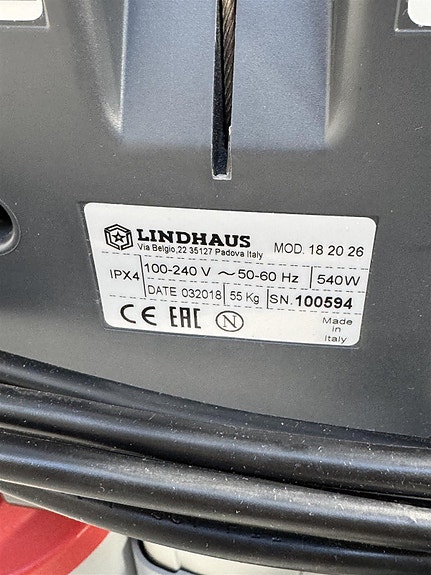 LINDHAUS
Via Belgio,22 35127 Padova Italy
MOD. 18 20 26
IPX4
100-240 V ~ 50-60 Hz
540W
DATE 032018
55 Kg
SN. 100594
CE EAC N
Made
in
Italy